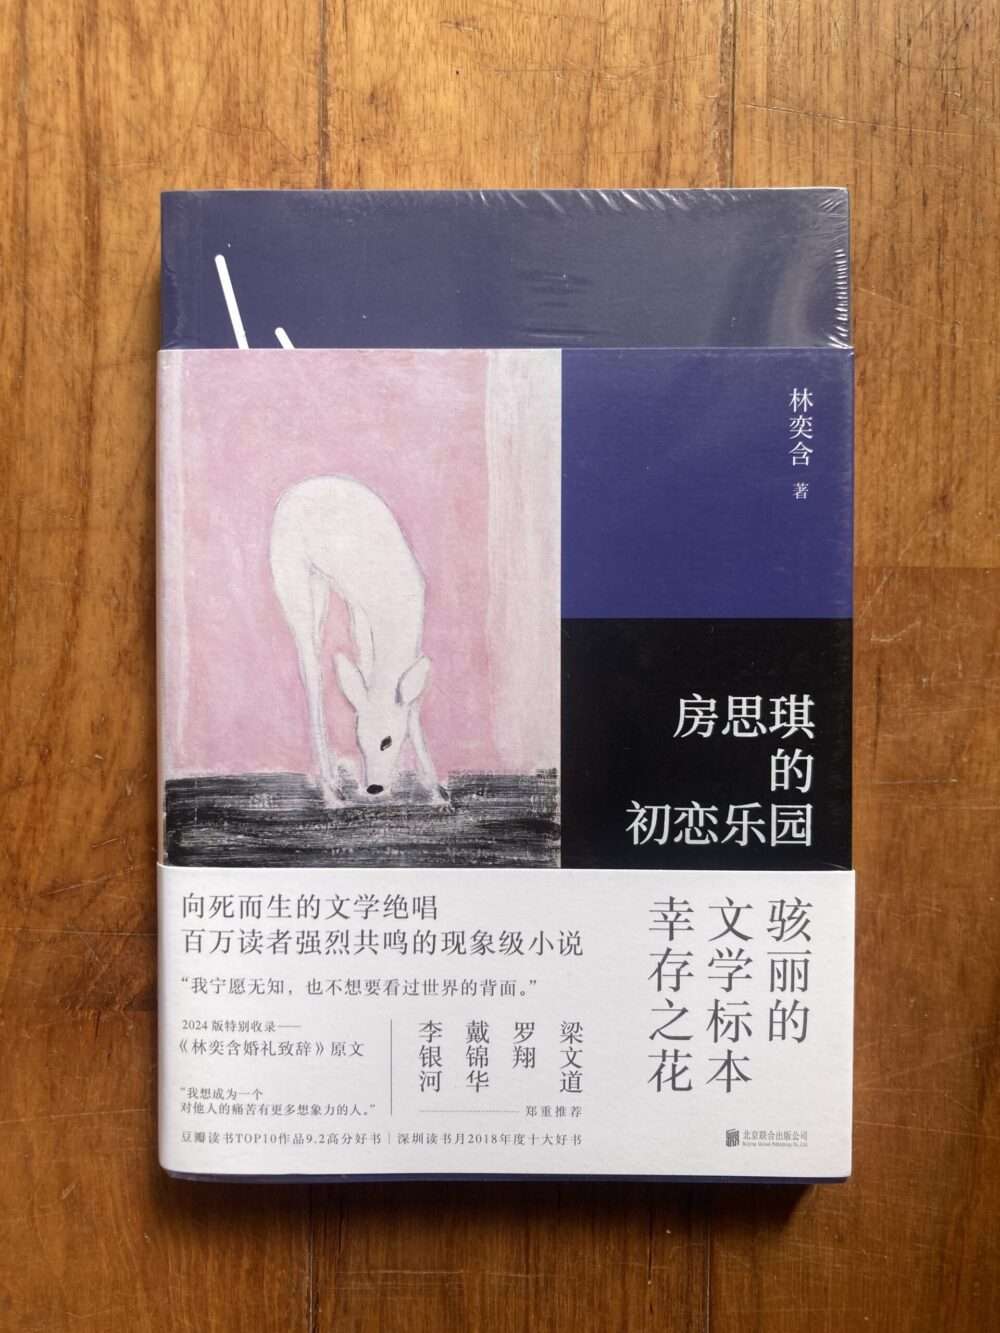 林奕含 著
房思琪
的
初恋乐园
骇丽的
文学标本
幸存之花
向死而生的文学绝唱
百万读者强烈共鸣的现象级小说
“我宁愿无知，也不想要看过世界的背面。”
2024 版特别收录——
《林奕含婚礼致辞》原文
“我想成为一个
对他人的痛苦有更多想象力的人。”
梁文道
罗翔
戴锦华
李银河
郑重推荐
豆瓣读书TOP10作品9.2高分好书｜深圳读书月2018年度十大好书
北京联合出版公司
Beijing United Publishing Co.,Ltd.